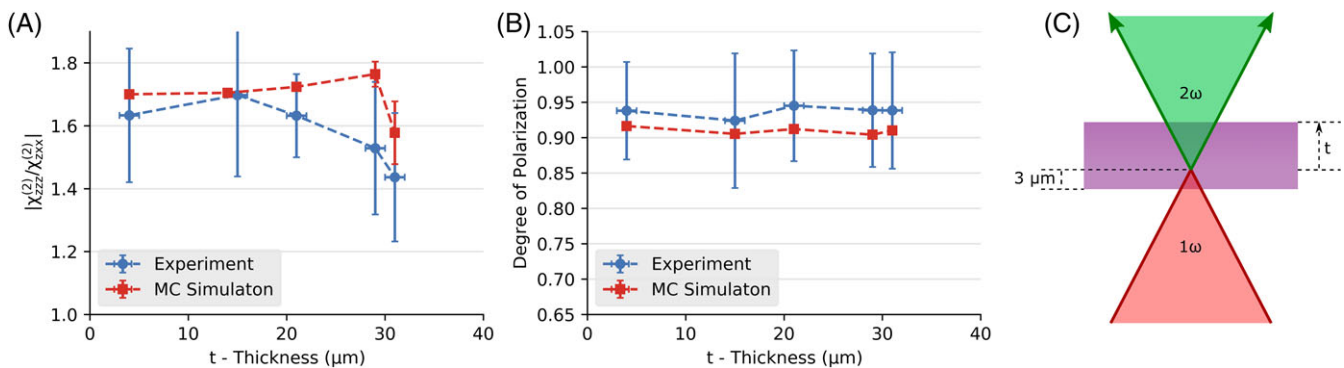 (A)
1.8
1.6
1.4
1.2
1.0
|χ_zzz^(2)/χ_zxx^(2)|
Experiment
MC Simulaton
0 10 20 30 40
t - Thickness (μm)
(B)
1.05
1.00
0.95
0.90
0.85
0.80
0.75
0.70
0.65
Degree of Polarization
Experiment
MC Simulaton
0 10 20 30 40
t - Thickness (μm)
(C)
2ω
t
3 μm
1ω